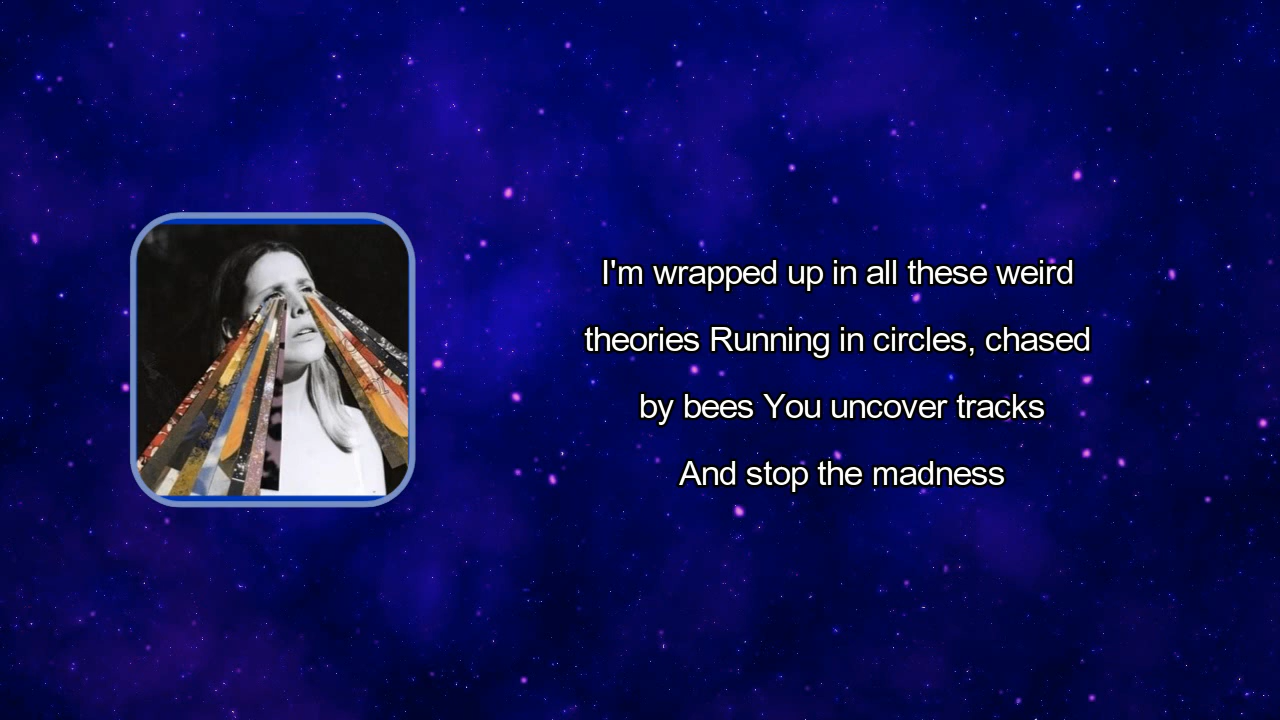 I'm wrapped up in all these weird
theories Running in circles, chased
by bees You uncover tracks
And stop the madness